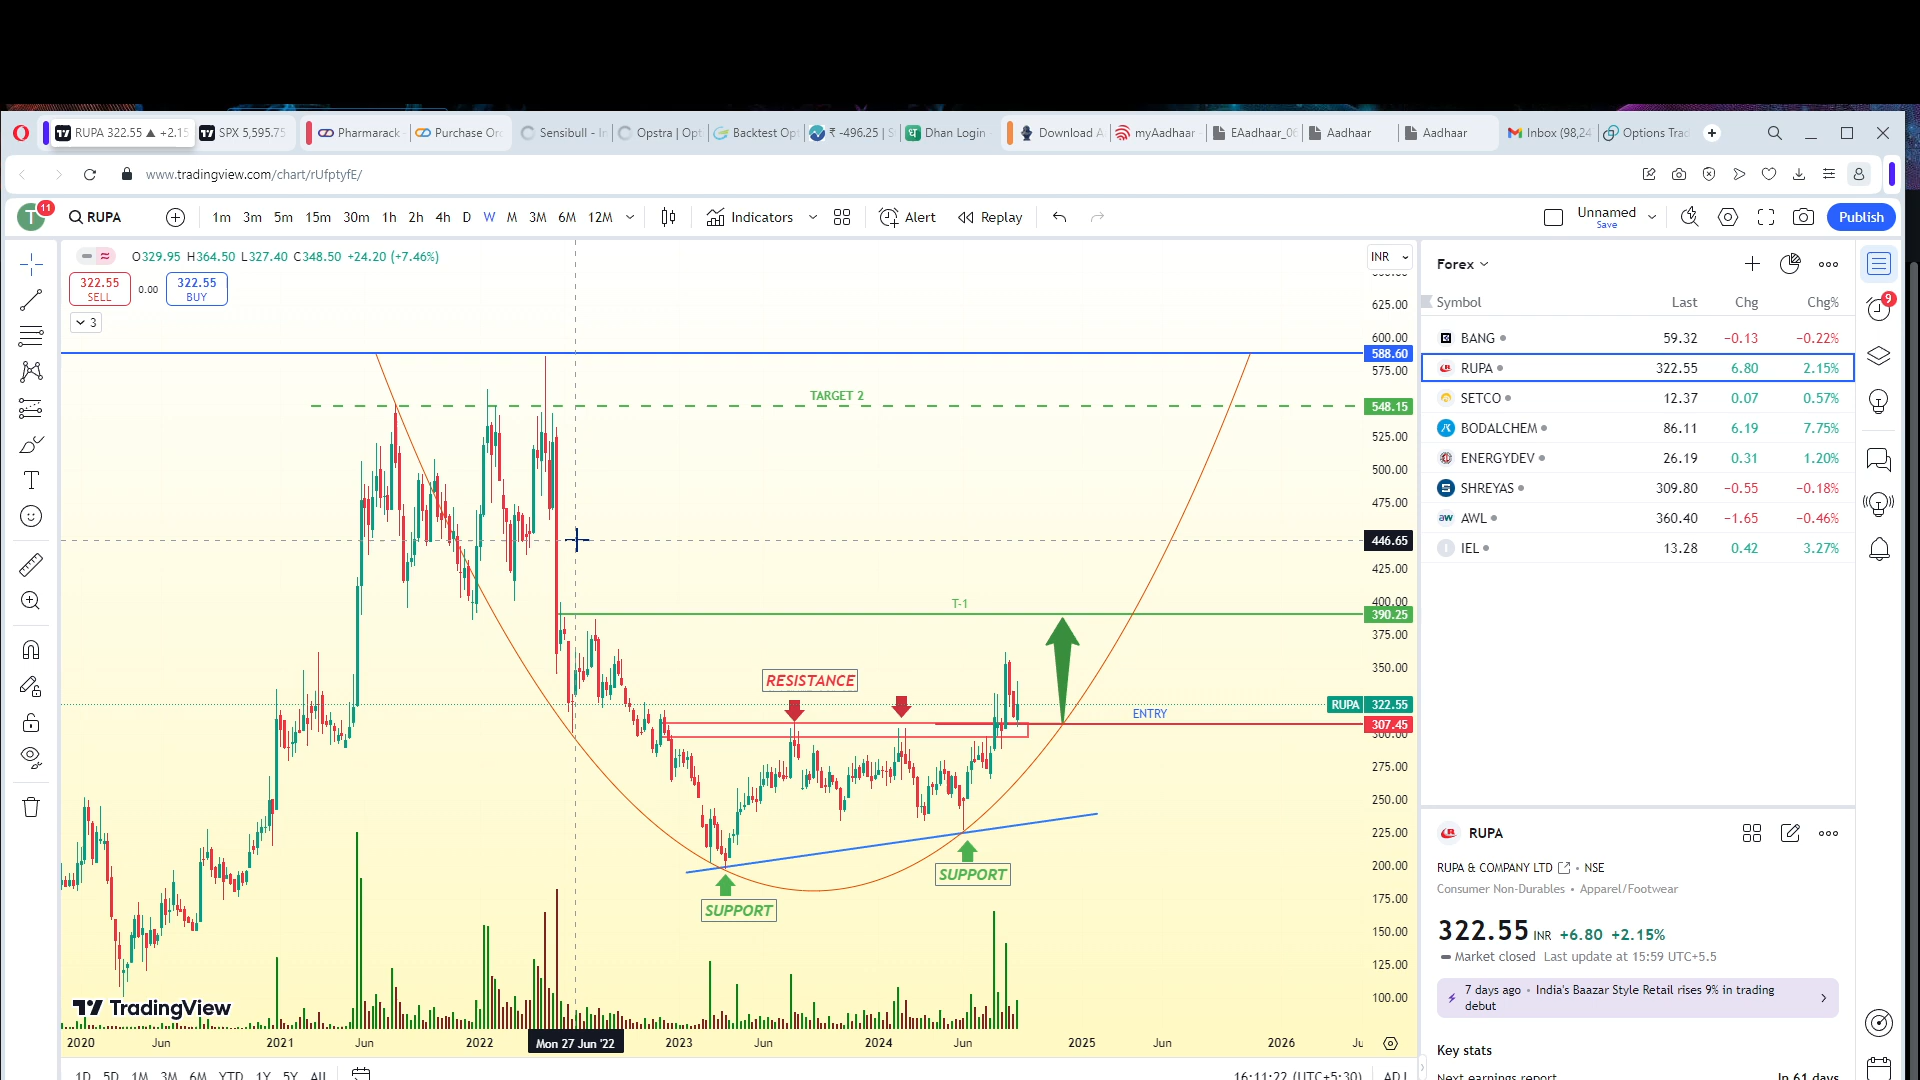 RUPA 322.55 ▲ +2.15
SPX 5,595.75
Pharmarack
Purchase Or
Sensibull - I
Opstra | Opt
Backtest Op
₹ -496.25 | S
Dhan Login
Download A
myAadhaar
EAadhaar_0
Aadhaar
Aadhaar
Inbox (98,24
Options Trad
www.tradingview.com/chart/rUfptyfE/
T 11
RUPA
1m 3m 5m 15m 30m 1h 2h 4h D W M 3M 6M 12M
Indicators
Alert
Replay
Unnamed
Save
Publish
O329.95 H364.50 L327.40 C348.50 +24.20 (+7.46%)
322.55 SELL
0.00
322.55 BUY
3
INR
625.00
600.00
588.60
575.00
TARGET 2
548.15
525.00
500.00
475.00
446.65
425.00
400.00
T-1
390.25
375.00
350.00
RESISTANCE
RUPA 322.55
ENTRY
307.45
300.00
275.00
250.00
225.00
200.00
SUPPORT
175.00
SUPPORT
150.00
125.00
100.00
TradingView
2020 Jun 2021 Jun 2022 Mon 27 Jun '22 2023 Jun 2024 Jun 2025 Jun 2026
1D 5D 1M 3M 6M YTD 1Y 5Y All
16:11:22 (UTC+5:30) ADJ
Forex
Symbol Last Chg Chg%
BANG 59.32 −0.13 −0.22%
RUPA 322.55 6.80 2.15%
SETCO 12.37 0.07 0.57%
BODALCHEM 86.11 6.19 7.75%
ENERGYDEV 26.19 0.31 1.20%
SHREYAS 309.80 −0.55 −0.18%
AWL 360.40 −1.65 −0.46%
IEL 13.28 0.42 3.27%
9
RUPA
RUPA & COMPANY LTD • NSE
Consumer Non-Durables • Apparel/Footwear
322.55 INR +6.80 +2.15%
Market closed Last update at 15:59 UTC+5.5
7 days ago • India's Baazar Style Retail rises 9% in trading
debut
Key stats
Next earnings report In 61 days